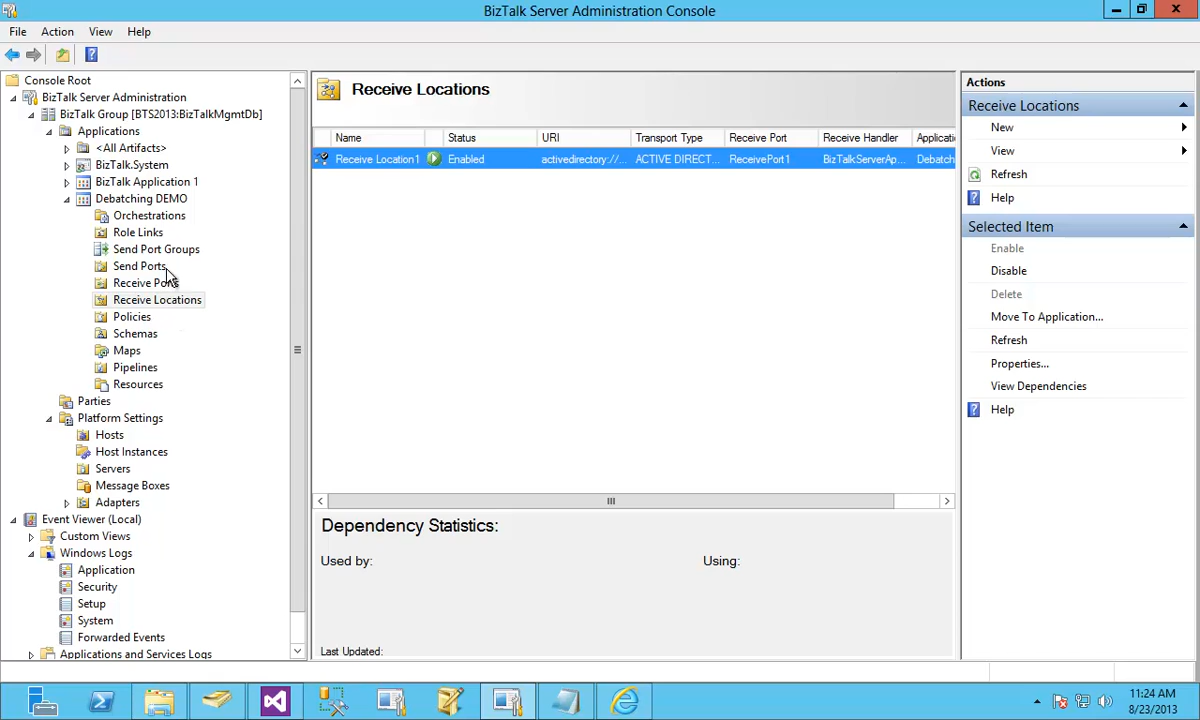 BizTalk Server Administration Console
File Action View Help
Console Root
BizTalk Server Administration
BizTalk Group [BTS2013:BizTalkMgmtDb]
Applications
<All Artifacts>
BizTalk.System
BizTalk Application 1
Debatching DEMO
Orchestrations
Role Links
Send Port Groups
Send Ports
Receive Ports
Receive Locations
Policies
Schemas
Maps
Pipelines
Resources
Parties
Platform Settings
Hosts
Host Instances
Servers
Message Boxes
Adapters
Event Viewer (Local)
Custom Views
Windows Logs
Application
Security
Setup
System
Forwarded Events
Applications and Services Logs
Receive Locations
Name Status URI Transport Type Receive Port Receive Handler Applicati
Receive Location1 Enabled activedirectory://... ACTIVE DIRECT... ReceivePort1 BizTalkServerAp... Debatch
Dependency Statistics:
Used by: Using:
Last Updated:
Actions
Receive Locations
New
View
Refresh
Help
Selected Item
Enable
Disable
Delete
Move To Application...
Refresh
Properties...
View Dependencies
Help
11:24 AM
8/23/2013